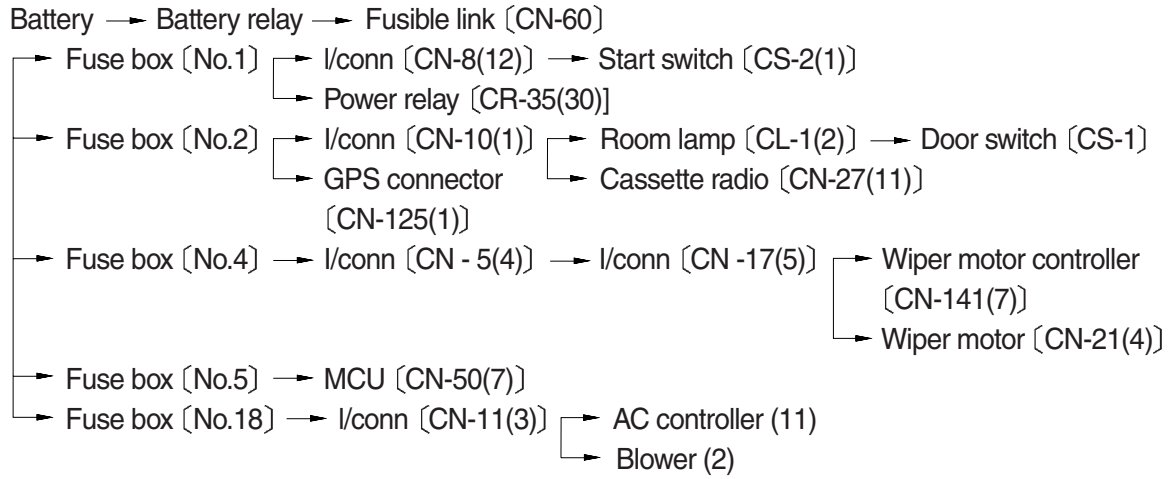 Battery → Battery relay → Fusible link〔CN-60〕
Fuse box〔No.1〕 → I/conn〔CN-8(12)〕 → Start switch〔CS-2(1)〕
→ Power relay〔CR-35(30)]
Fuse box〔No.2〕 → I/conn〔CN-10(1)〕 → Room lamp〔CL-1(2)〕 → Door switch〔CS-1〕
→ GPS connector → Cassette radio〔CN-27(11)〕
〔CN-125(1)〕
Fuse box〔No.4〕 → I/conn〔CN - 5(4)〕 → I/conn〔CN -17(5)〕 → Wiper motor controller
〔CN-141(7)〕
→ Wiper motor〔CN-21(4)〕
Fuse box〔No.5〕 → MCU〔CN-50(7)〕
Fuse box〔No.18〕 → I/conn〔CN-11(3)〕 → AC controller (11)
→ Blower (2)